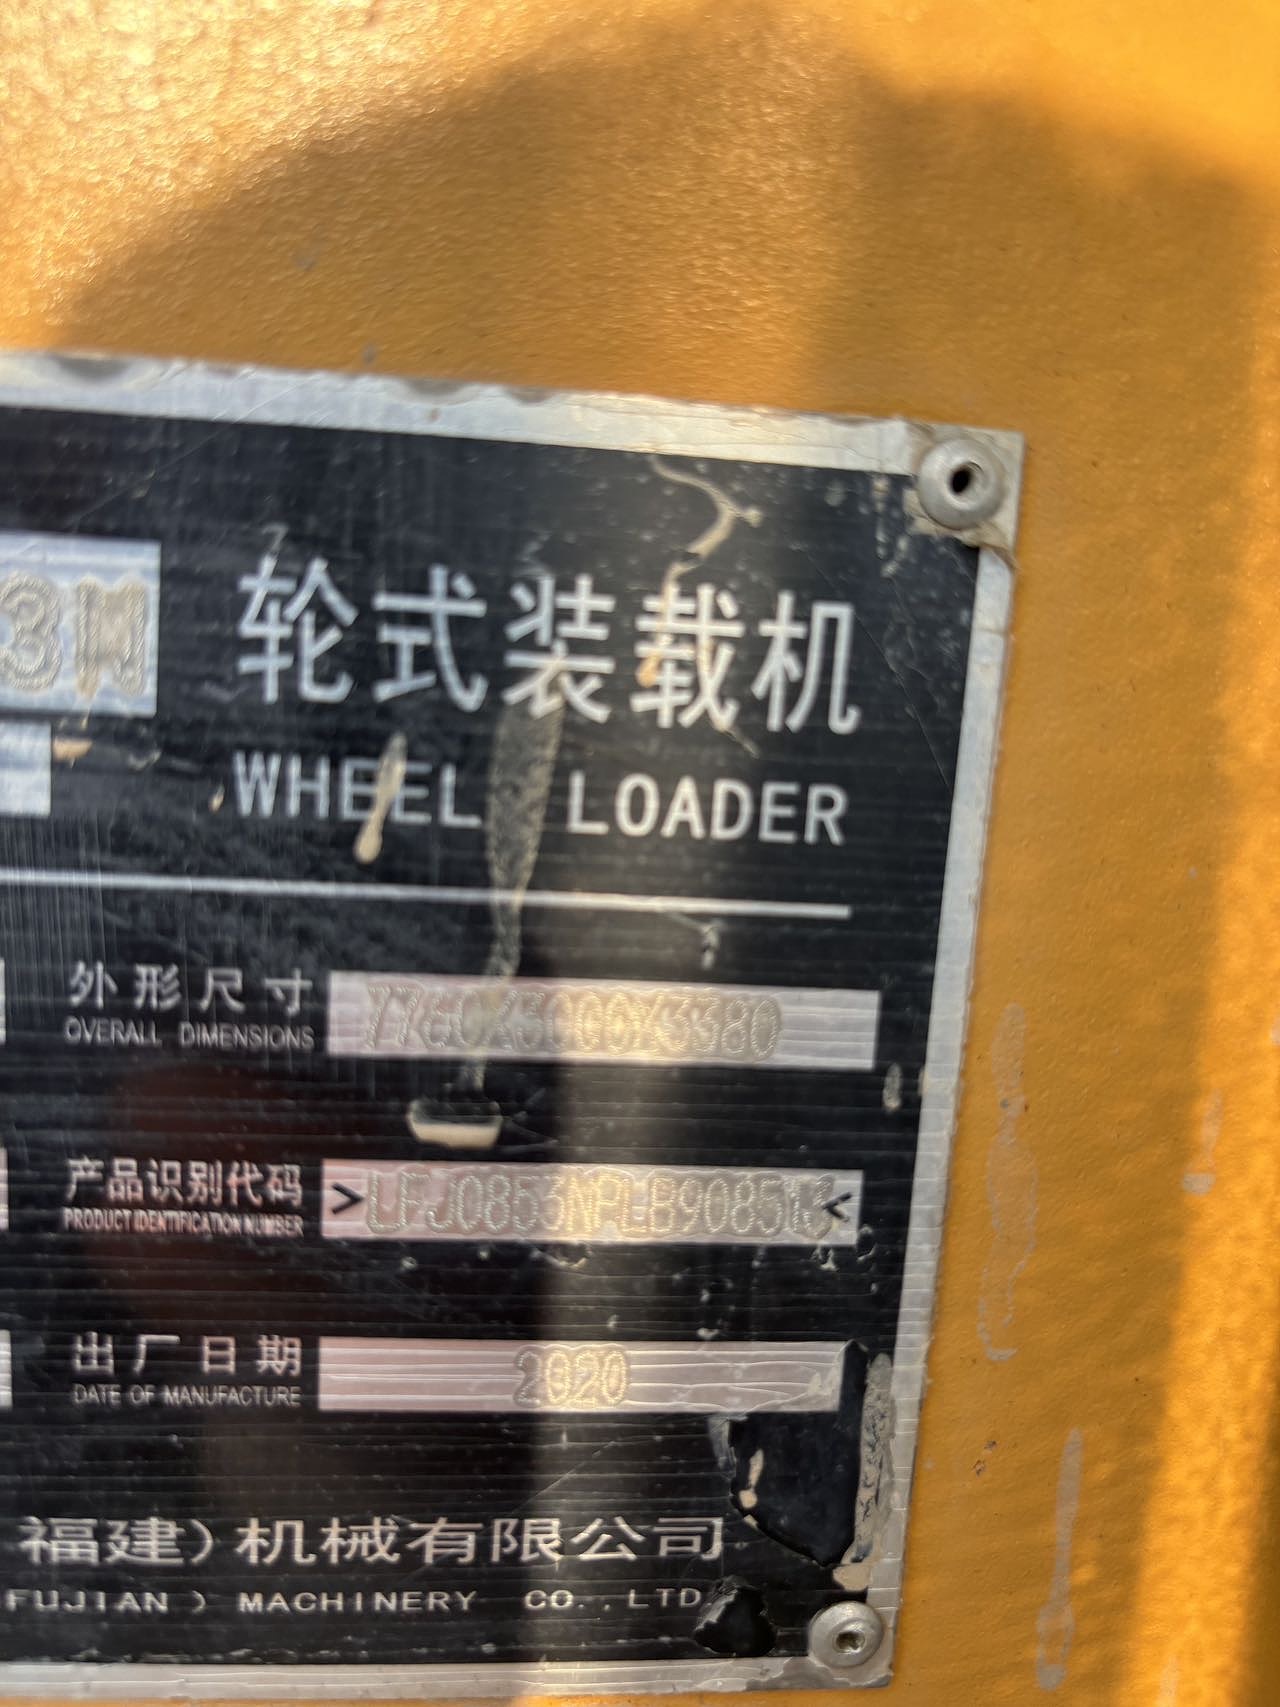 3M
轮式装载机
WHEEL LOADER
外形尺寸
OVERALL DIMENSIONS
产品识别代码
PRODUCT IDENTIFICATION NUMBER
出厂日期 2020
DATE OF MANUFACTURE
福建）机械有限公司
FUJIAN ) MACHINERY CO.,LTD.